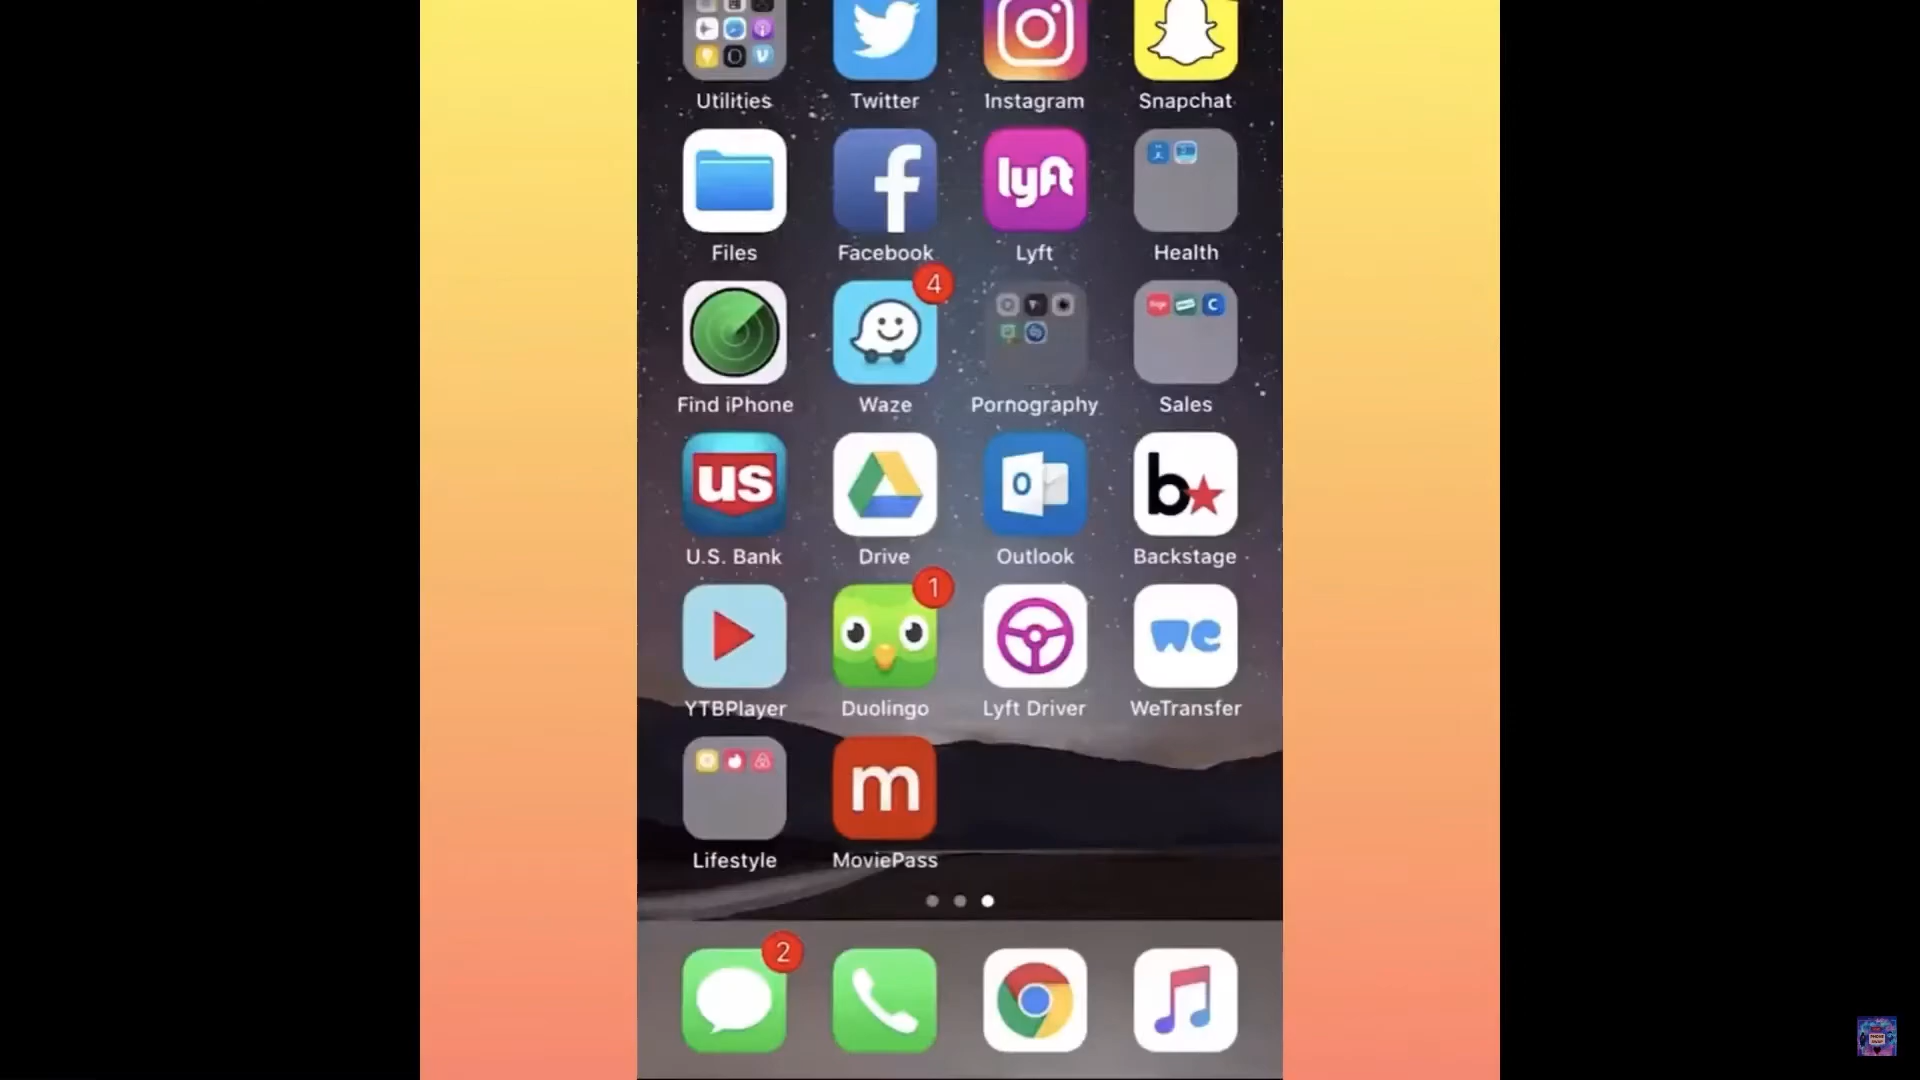 Utilities Twitter Instagram Snapchat
lyft
Files Facebook Lyft Health
4
Find iPhone Waze Pornography Sales
us b
U.S. Bank Drive Outlook Backstage
1
we
YTBPlayer Duolingo Lyft Driver WeTransfer
m
Lifestyle MoviePass
2